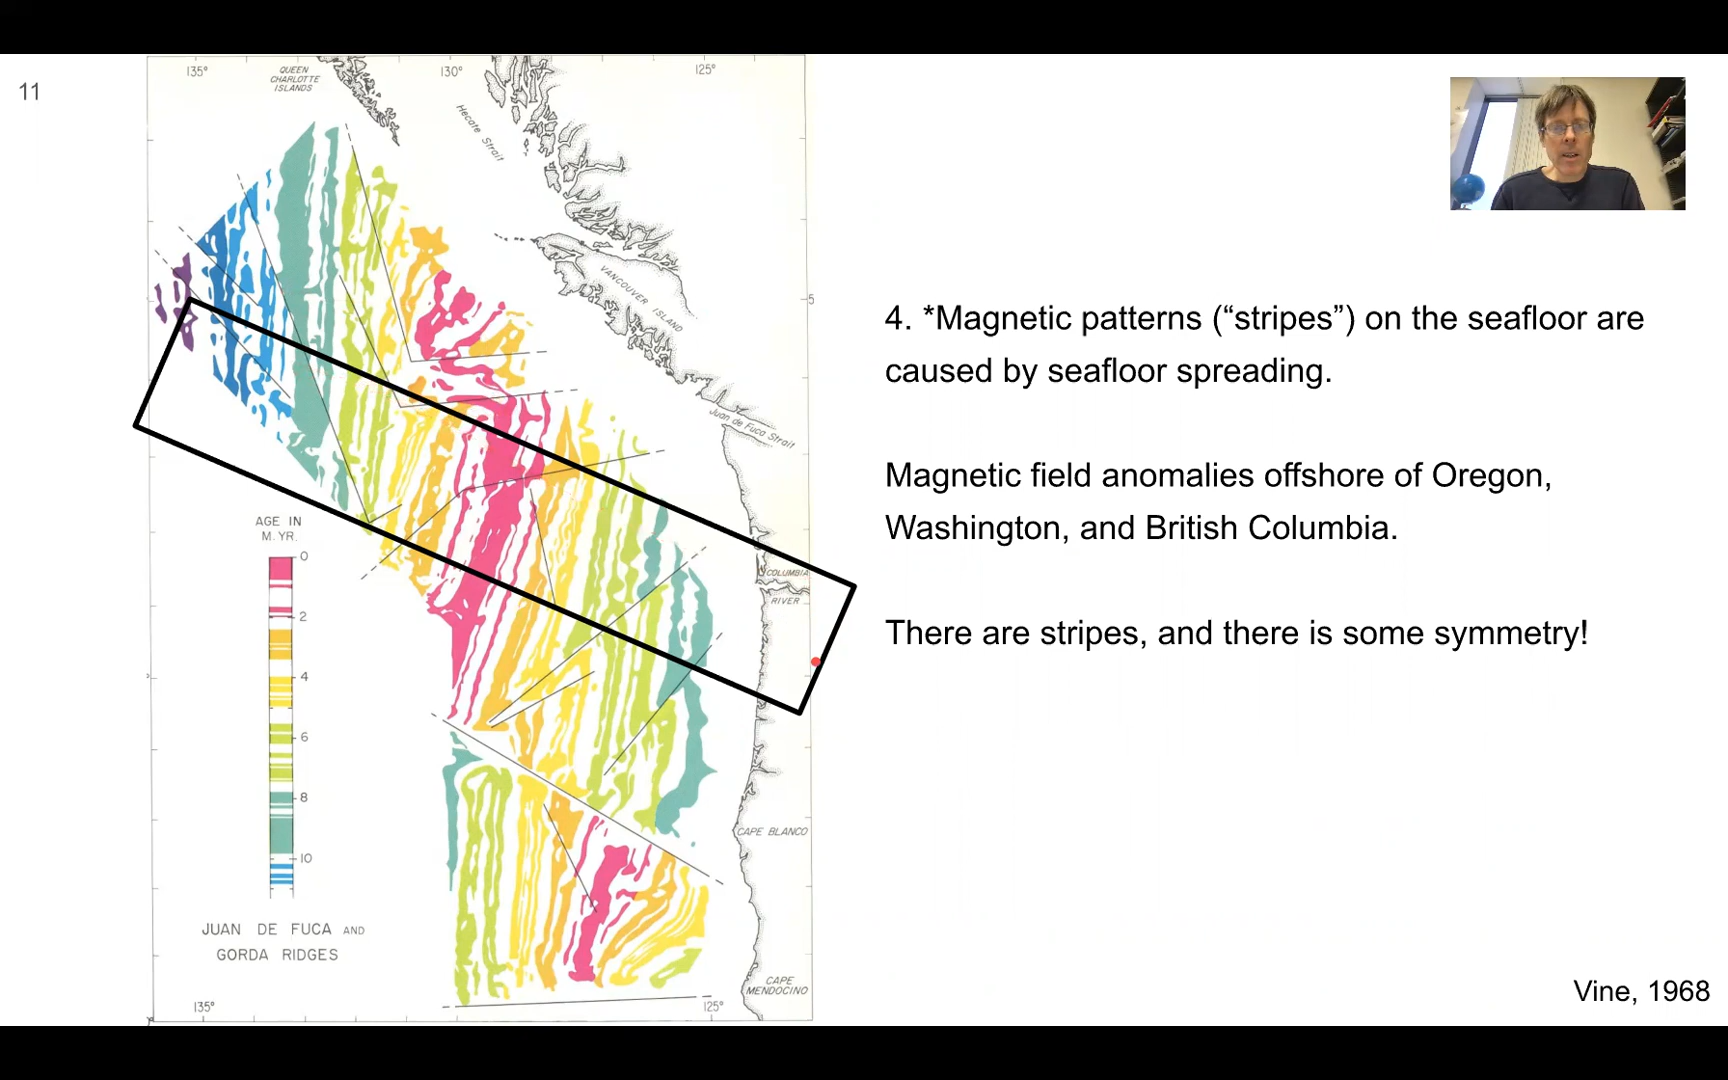 11
135°
QUEEN
CHARLOTTE
ISLANDS
130°
125°
Hecate Strait
VANCOUVER ISLAND
5
Juan de Fuca Strait
COLUMBIA
RIVER
AGE IN
M. YR.
0
2
4
6
8
10
CAPE BLANCO
JUAN DE FUCA AND
GORDA RIDGES
CAPE
MENDOCINO
135°
125°
4. *Magnetic patterns (“stripes”) on the seafloor are
caused by seafloor spreading.
Magnetic field anomalies offshore of Oregon,
Washington, and British Columbia.
There are stripes, and there is some symmetry!
Vine, 1968